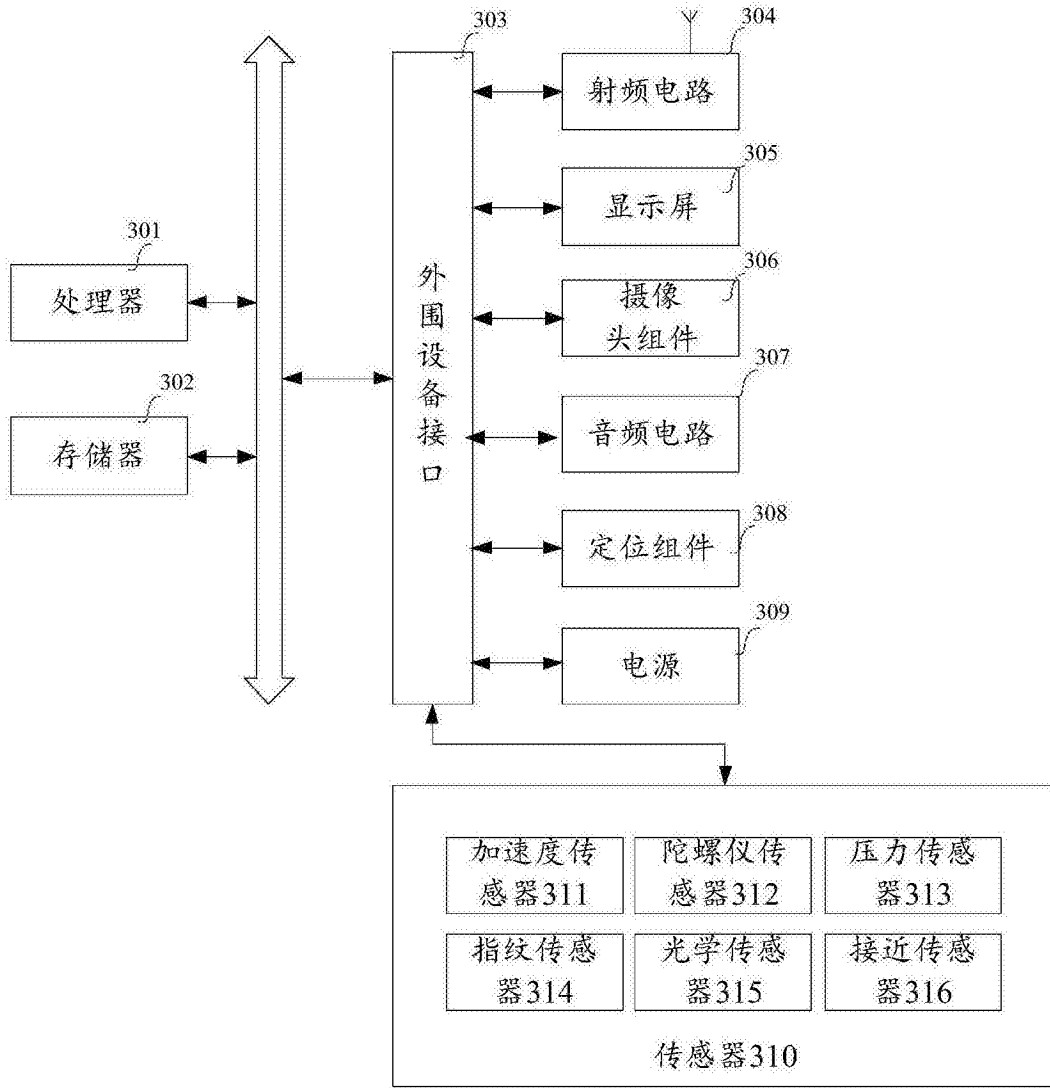 303
304
射频电路
305
显示屏
301
处理器
306
摄像
头组件
外
围
设
备
接
口
302
存储器
307
音频电路
308
定位组件
309
电源
加速度传
感器311
陀螺仪传
感器312
压力传感
器313
指纹传感
器314
光学传感
器315
接近传感
器316
传感器310